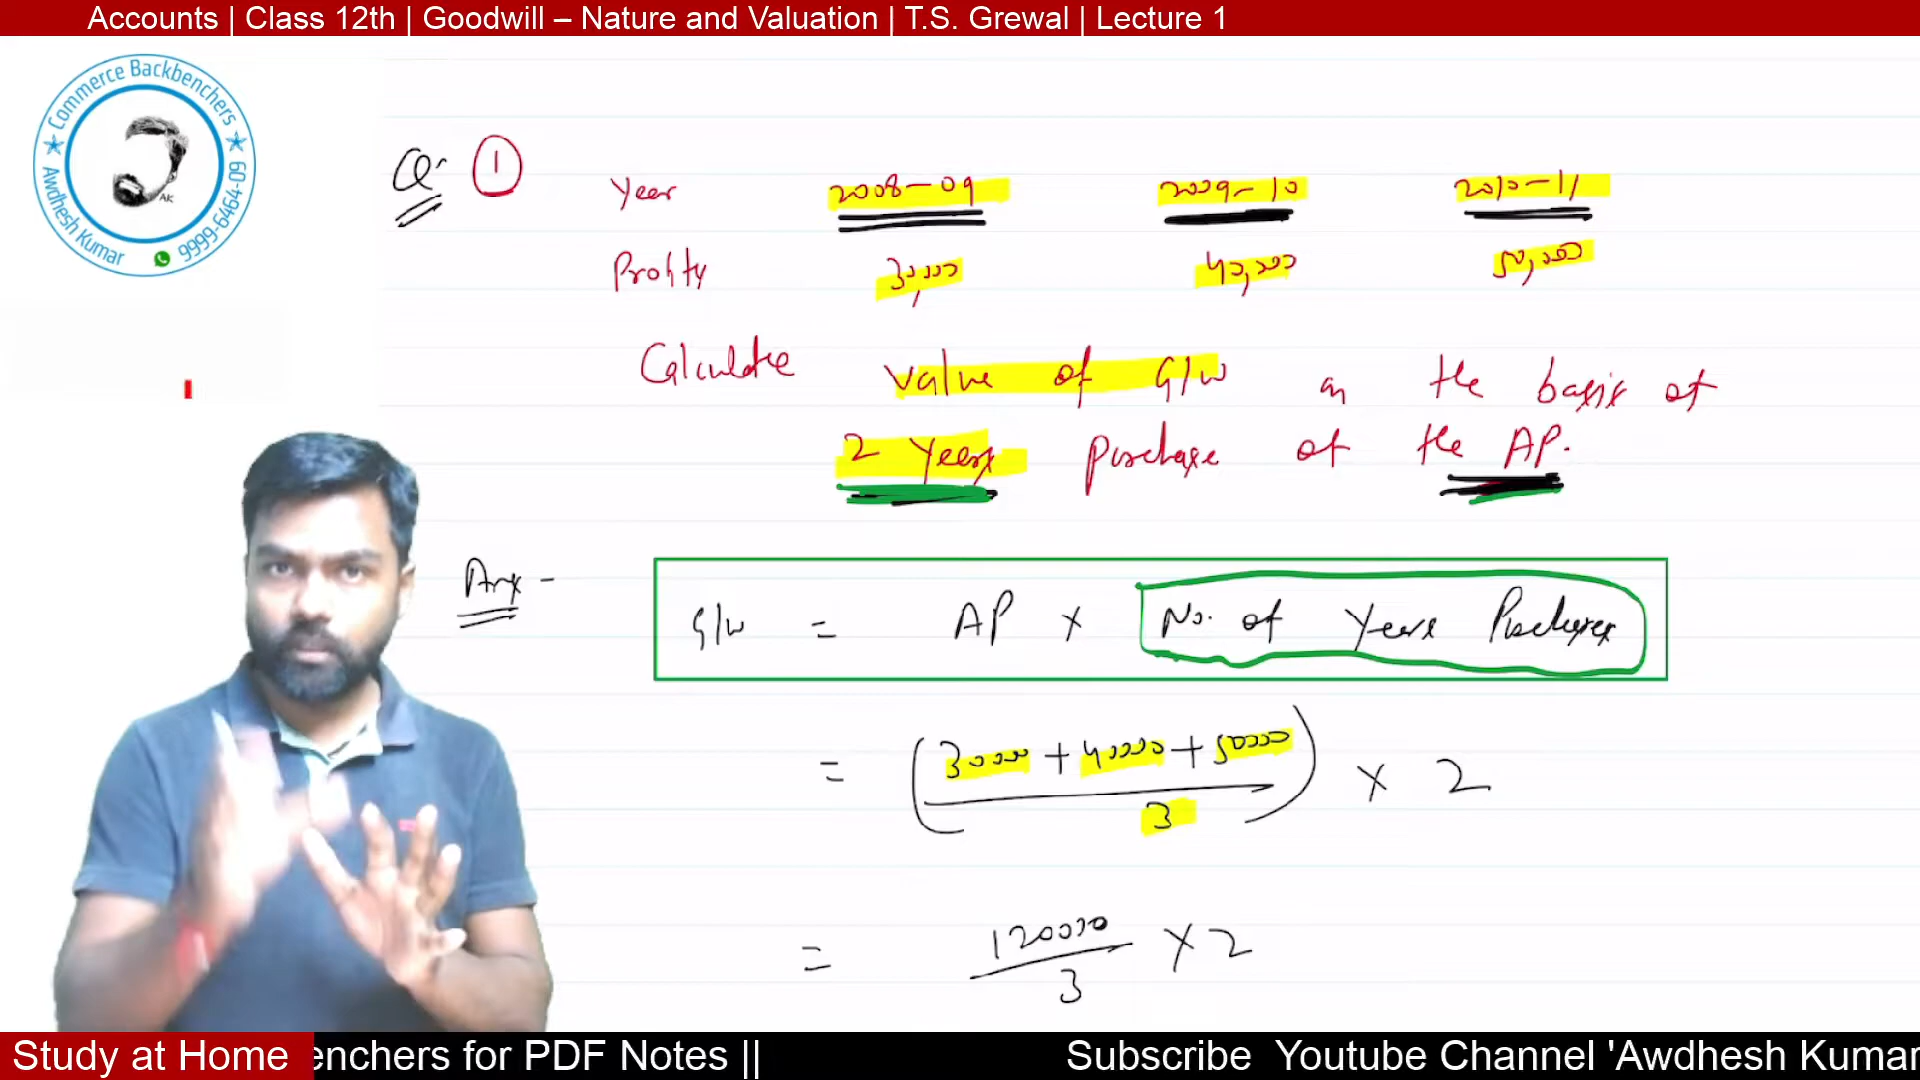 Accounts | Class 12th | Goodwill – Nature and Valuation | T.S. Grewal | Lecture 1
Commerce Backbenchers
AK
Awdhesh Kumar 9999-6464-09
Q. 1
Year 2008-09 2009-10 2010-11
Profits 30,000 40,000 50,000
Calculate value of G/W on the basis of
2 Years purchase of the AP.
Ans -
G/W = AP × No. of Years Purchases
= (30000 + 40000 + 50000 / 3) × 2
= 120000 / 3 × 2
Study at Home enchers for PDF Notes || Subscribe Youtube Channel 'Awdhesh Kumar